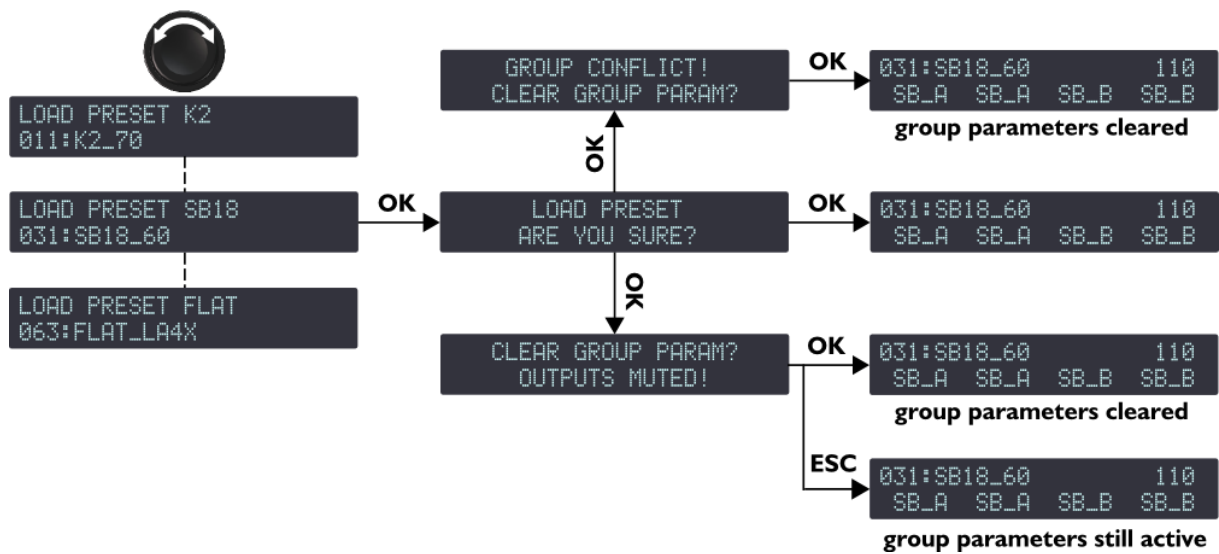 LOAD PRESET K2
011:K2_70
LOAD PRESET SB18
031:SB18_60
LOAD PRESET FLAT
063:FLAT_LA4X
OK
GROUP CONFLICT!
CLEAR GROUP PARAM?
OK
LOAD PRESET
ARE YOU SURE?
OK
CLEAR GROUP PARAM?
OUTPUTS MUTED!
OK
031:SB18_60 110
SB_A SB_A SB_B SB_B
group parameters cleared
OK
031:SB18_60 110
SB_A SB_A SB_B SB_B
OK
031:SB18_60 110
SB_A SB_A SB_B SB_B
group parameters cleared
ESC
031:SB18_60 110
SB_A SB_A SB_B SB_B
group parameters still active